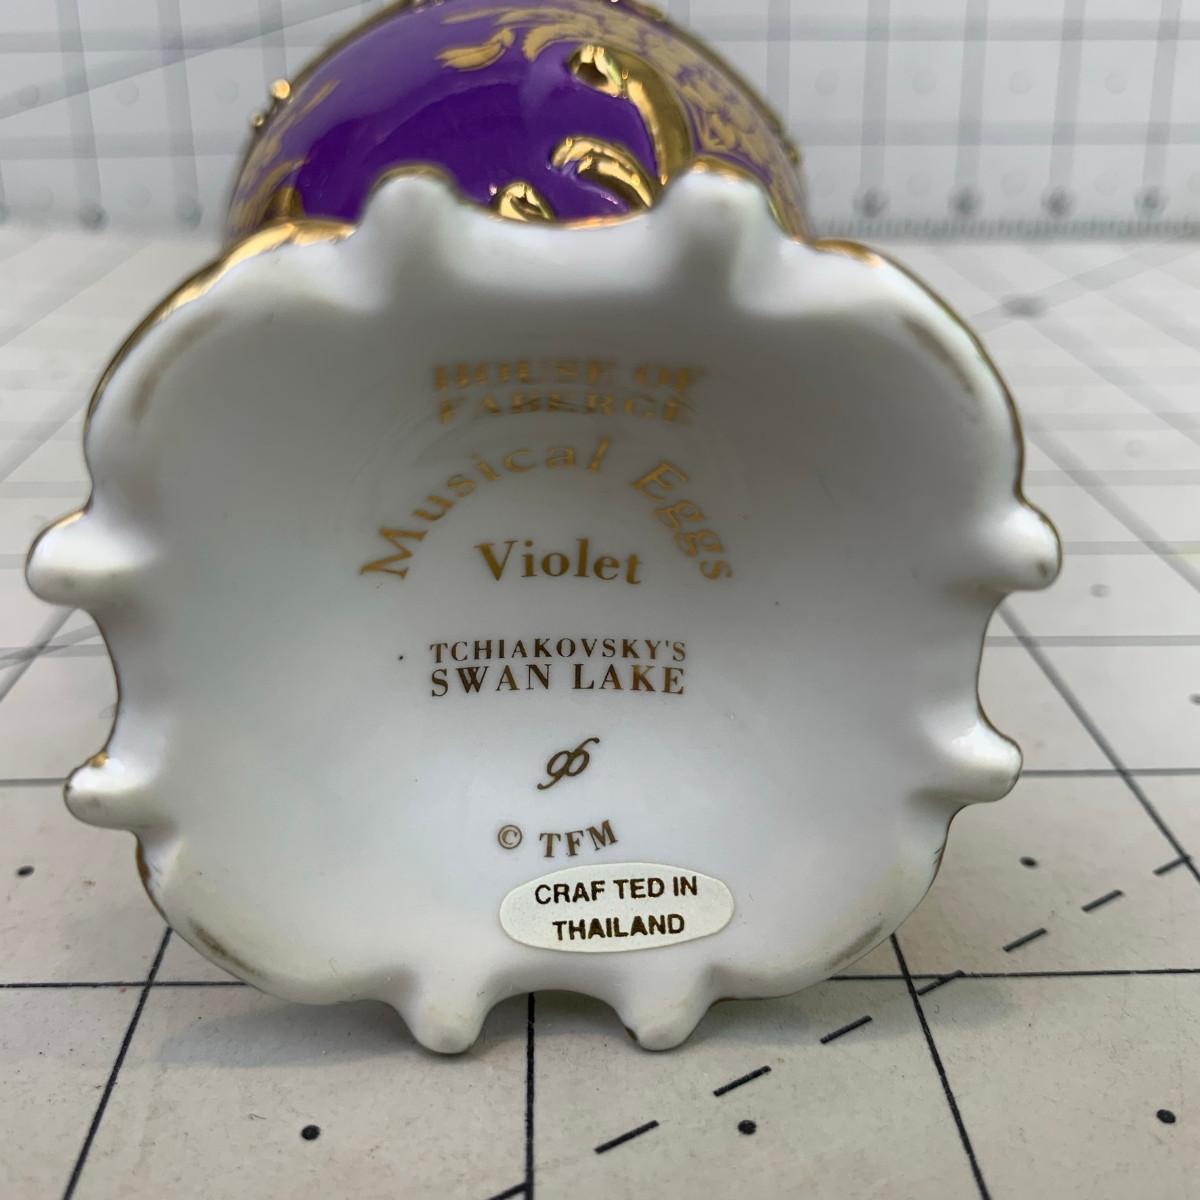 HOUSE OF
FABERGE
Musical Eggs
Violet
TCHIAKOVSKY'S
SWAN LAKE
96
© TFM
CRAF TED IN
THAILAND